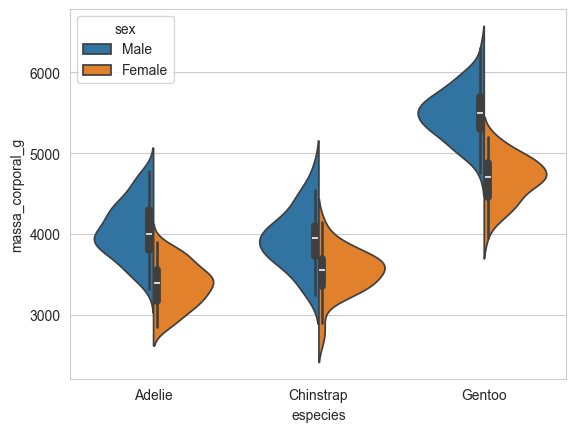 sex
Male
Female
6000
5000
4000
3000
massa_corporal_g
Adelie
Chinstrap
Gentoo
especies